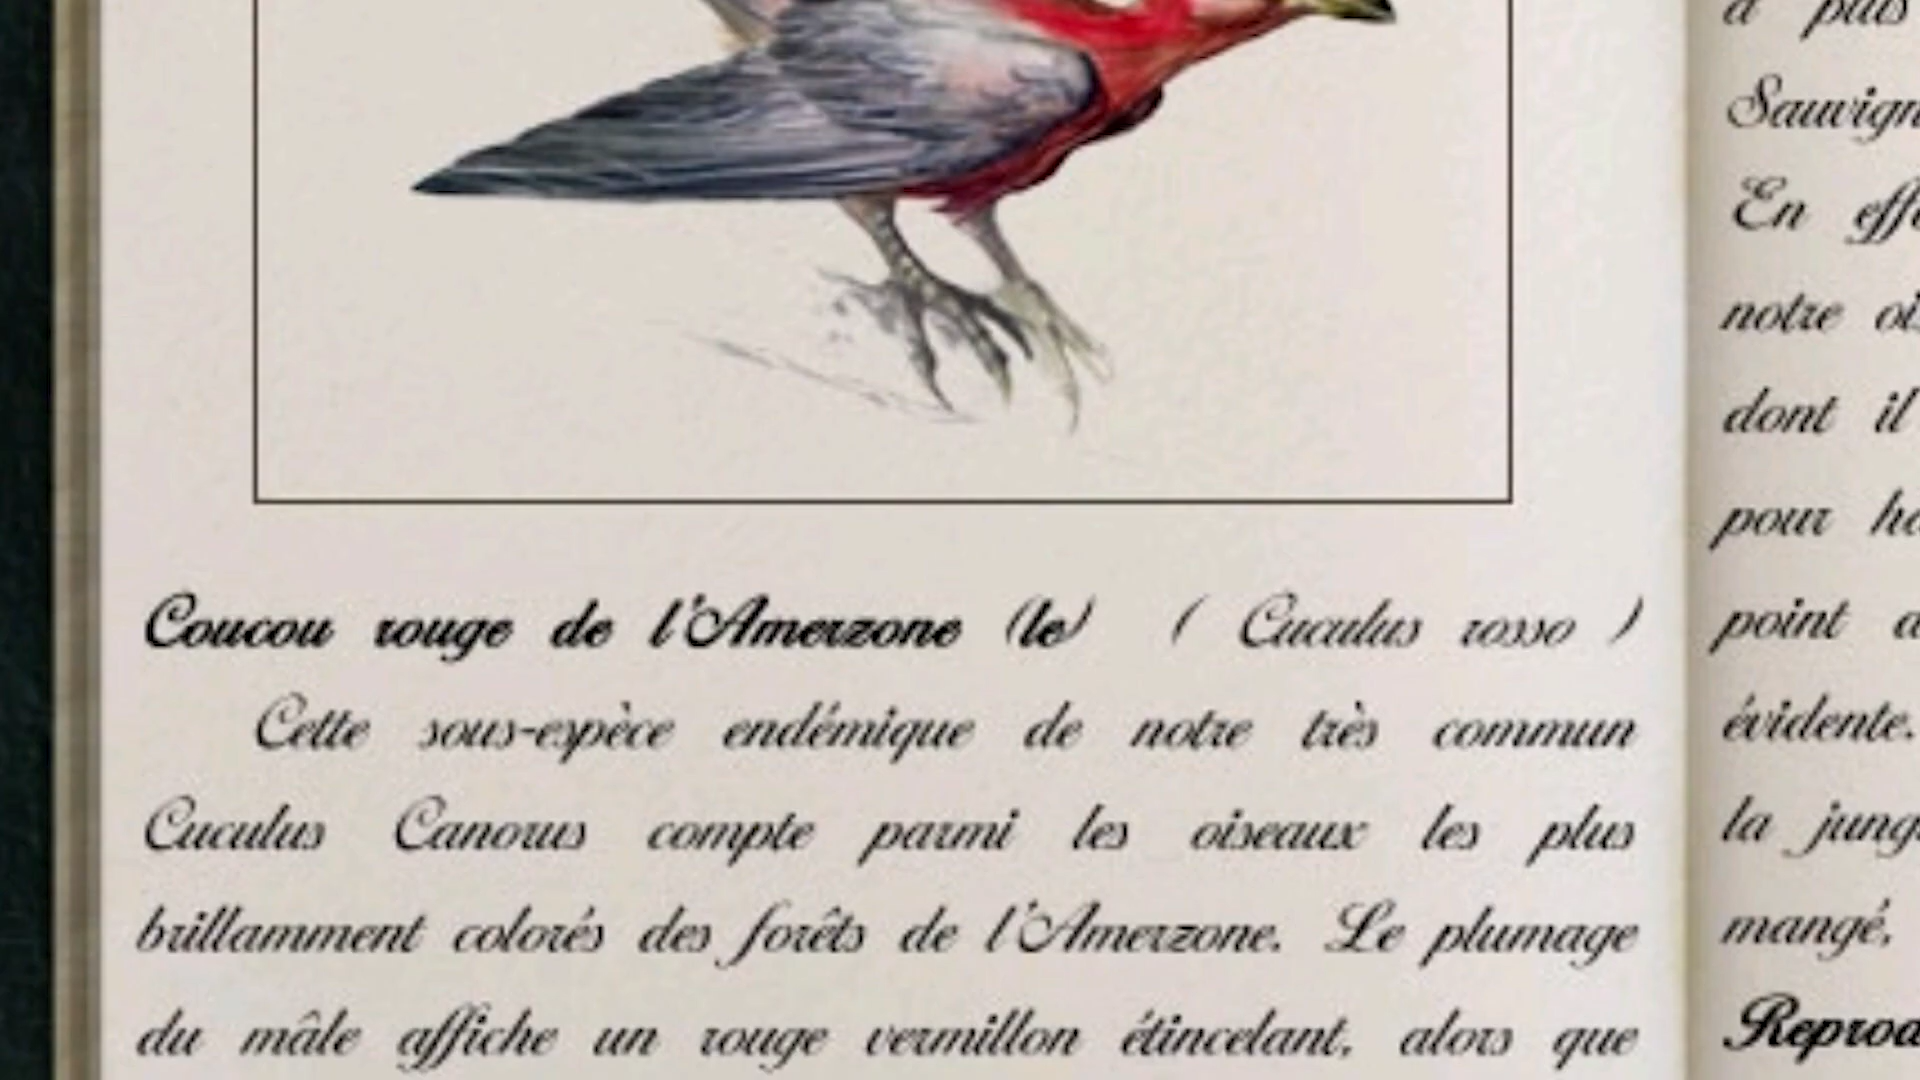 Coucou rouge de l'Amerzone (le) ( Cuculus rosso )
Cette sous-espèce endémique de notre très commun
Cuculus Canorus compte parmi les oiseaux les plus
brillamment colorés des forêts de l'Amerzone. Le plumage
du mâle affiche un rouge vermillon étincelant, alors que
à plus
En
notre
dont il
pour
point
évidente.
la
mangé,